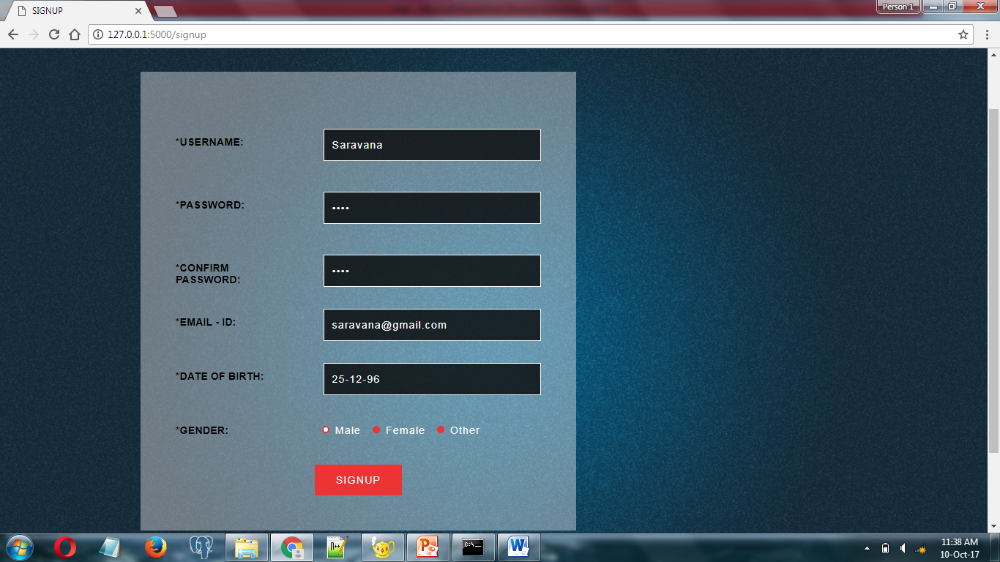 SIGNUP
Person 1
127.0.0.1:5000/signup
*USERNAME:
Saravana
*PASSWORD:
••••
*CONFIRM
PASSWORD:
••••
*EMAIL - ID:
saravana@gmail.com
*DATE OF BIRTH:
25-12-96
*GENDER:
Male Female Other
SIGNUP
11:38 AM
10-Oct-17